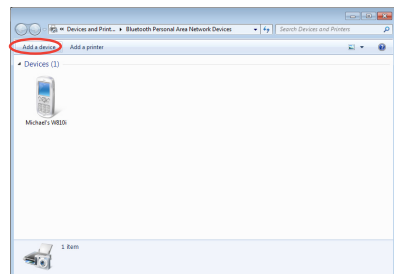 « Devices and Print... ▸ Bluetooth Personal Area Network Devices
Search Devices and Printers
Add a device Add a printer
Devices (1)
Michael's W810i
1 item